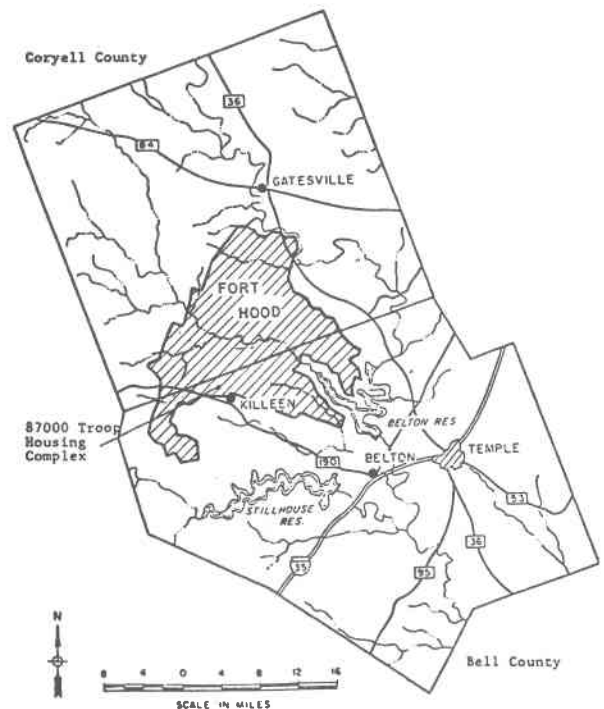 Coryell County
36
84
GATESVILLE
FORT
HOOD
KILLEEN
87000 Troop
Housing
Complex
BELTON RES.
BELTON
TEMPLE
190
STILLHOUSE
RES.
53
36
35
95
Bell County
N
8 4 0 4 8 12 16
SCALE IN MILES